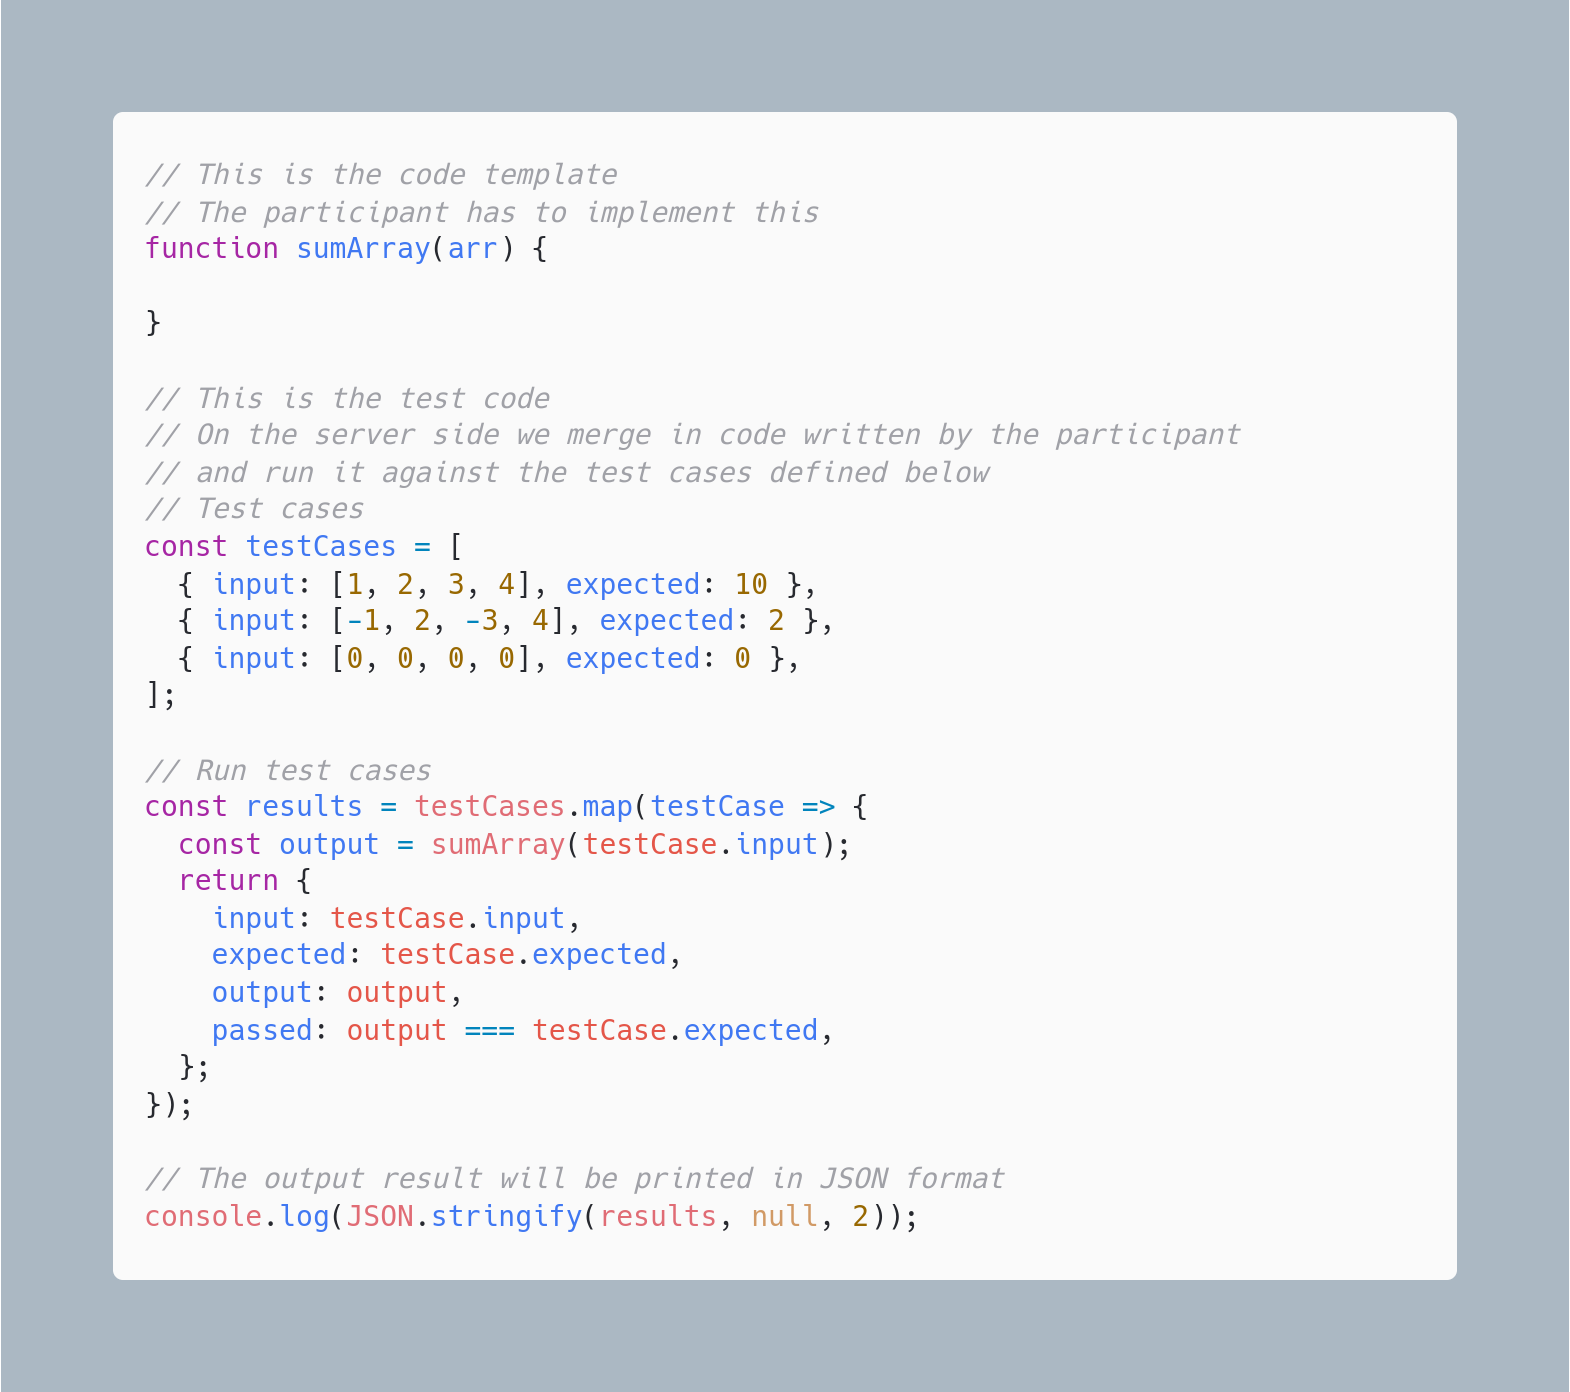 // This is the code template
// The participant has to implement this
function sumArray(arr) {
}
// This is the test code
// On the server side we merge in code written by the participant
// and run it against the test cases defined below
// Test cases
const testCases = [
  { input: [1, 2, 3, 4], expected: 10 },
  { input: [-1, 2, -3, 4], expected: 2 },
  { input: [0, 0, 0, 0], expected: 0 },
];
// Run test cases
const results = testCases.map(testCase => {
  const output = sumArray(testCase.input);
  return {
    input: testCase.input,
    expected: testCase.expected,
    output: output,
    passed: output === testCase.expected,
  };
});
// The output result will be printed in JSON format
console.log(JSON.stringify(results, null, 2));